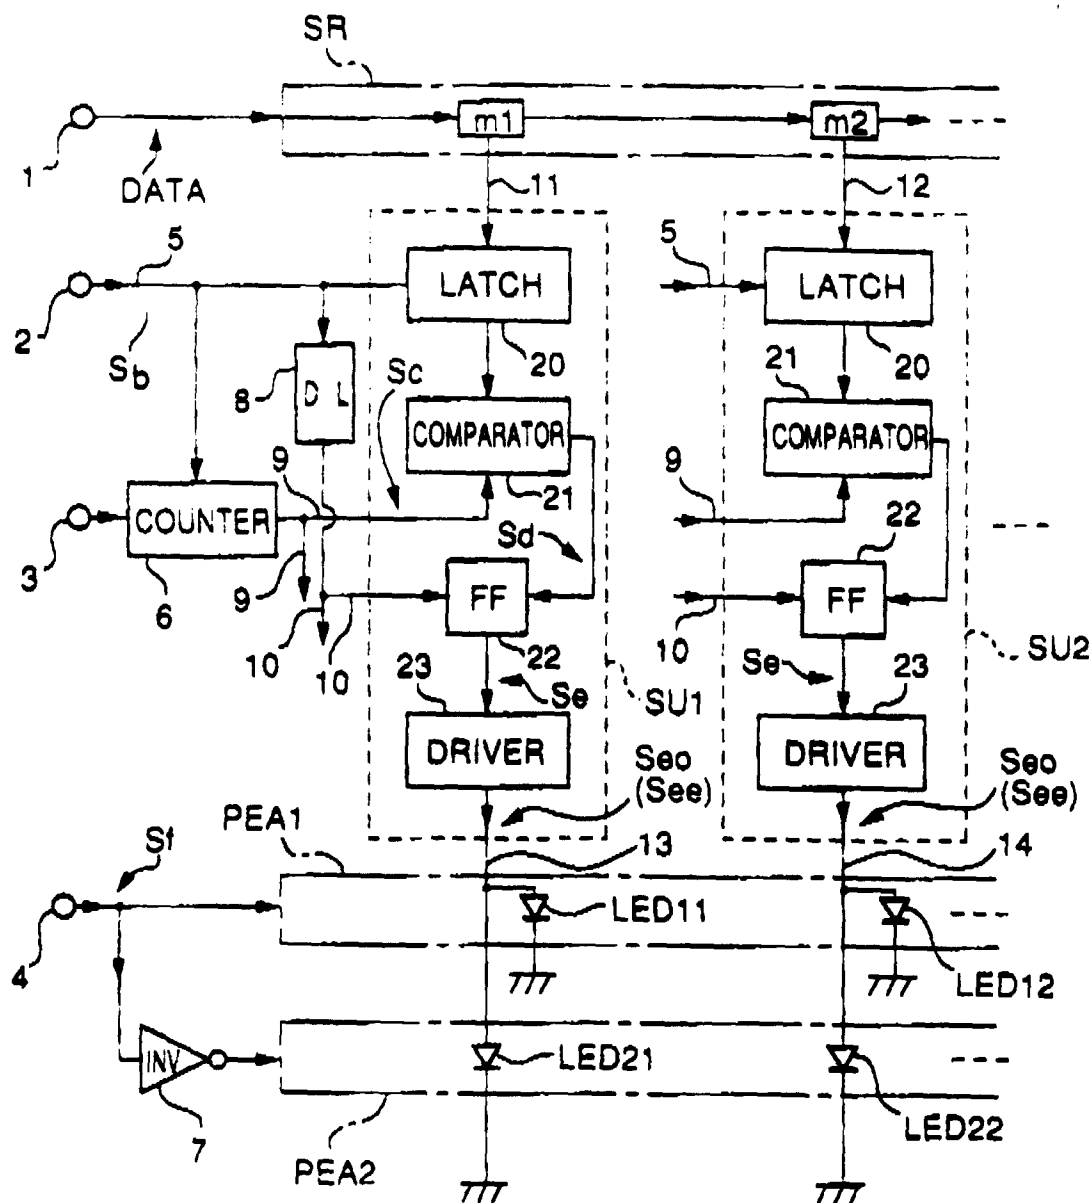 SR
1
DATA
m1
m2
11
12
5
5
2
Sb
LATCH
LATCH
20
20
8
D L
Sc
21
COMPARATOR
COMPARATOR
21
9
9
3
COUNTER
6
9
Sd
22
FF
FF
10
10
22
10
Se
Se
SU1
SU2
23
23
DRIVER
DRIVER
Seo
(See)
Seo
(See)
PEA1
13
14
Sf
4
LED11
LED12
INV
7
LED21
LED22
PEA2